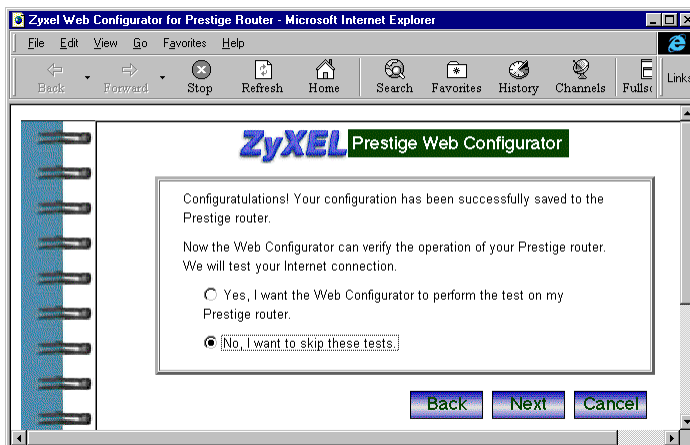 Zyxel Web Configurator for Prestige Router - Microsoft Internet Explorer
File Edit View Go Favorites Help
Back Forward Stop Refresh Home Search Favorites History Channels Fullsc Links
ZyXEL Prestige Web Configurator
Configuratulations! Your configuration has been successfully saved to the
Prestige router.
Now the Web Configurator can verify the operation of your Prestige router.
We will test your Internet connection.
Yes, I want the Web Configurator to perform the test on my
Prestige router.
No, I want to skip these tests.
Back Next Cancel